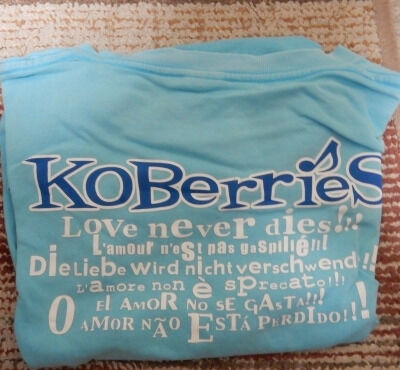 KOBerrieS
Love never dies!!!
L'amour n'est pas gaspillé!!!
Die Liebe wird nicht verschwend!!!
L'amore non è sprecato!!!
El amor no se gasta!!!
O amor não está perdido!!!